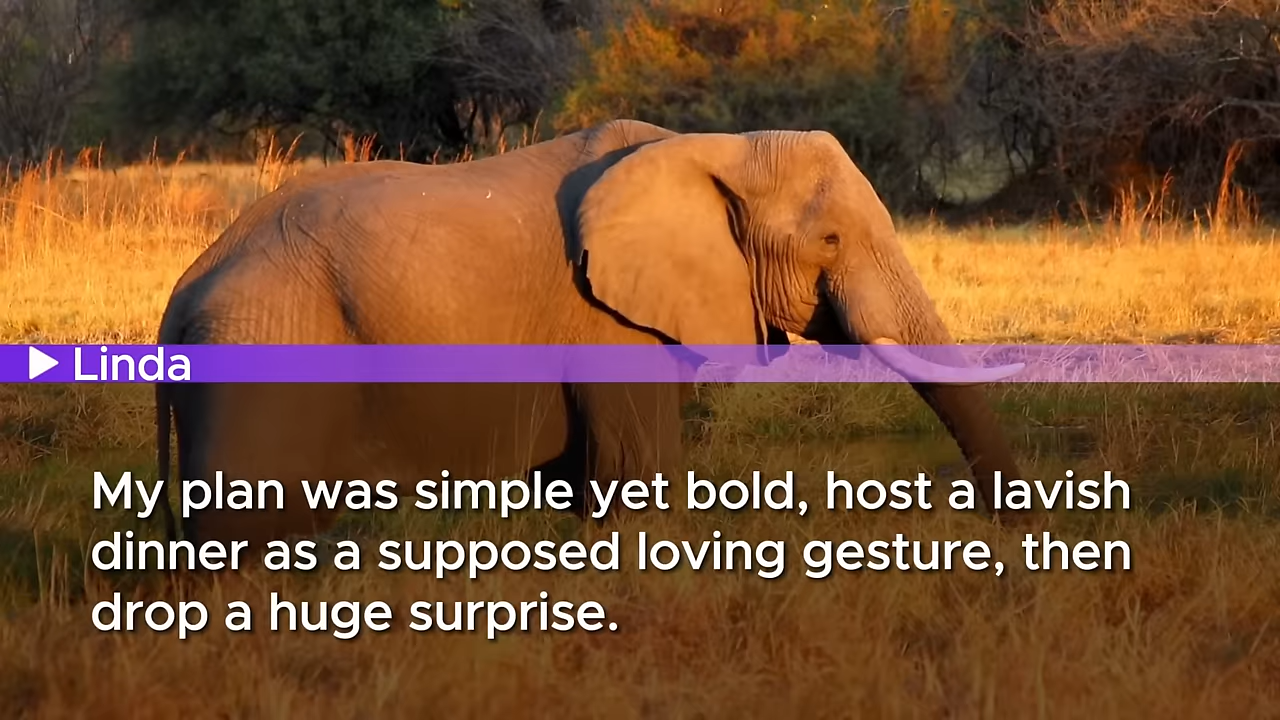 Linda
My plan was simple yet bold, host a lavish
dinner as a supposed loving gesture, then
drop a huge surprise.